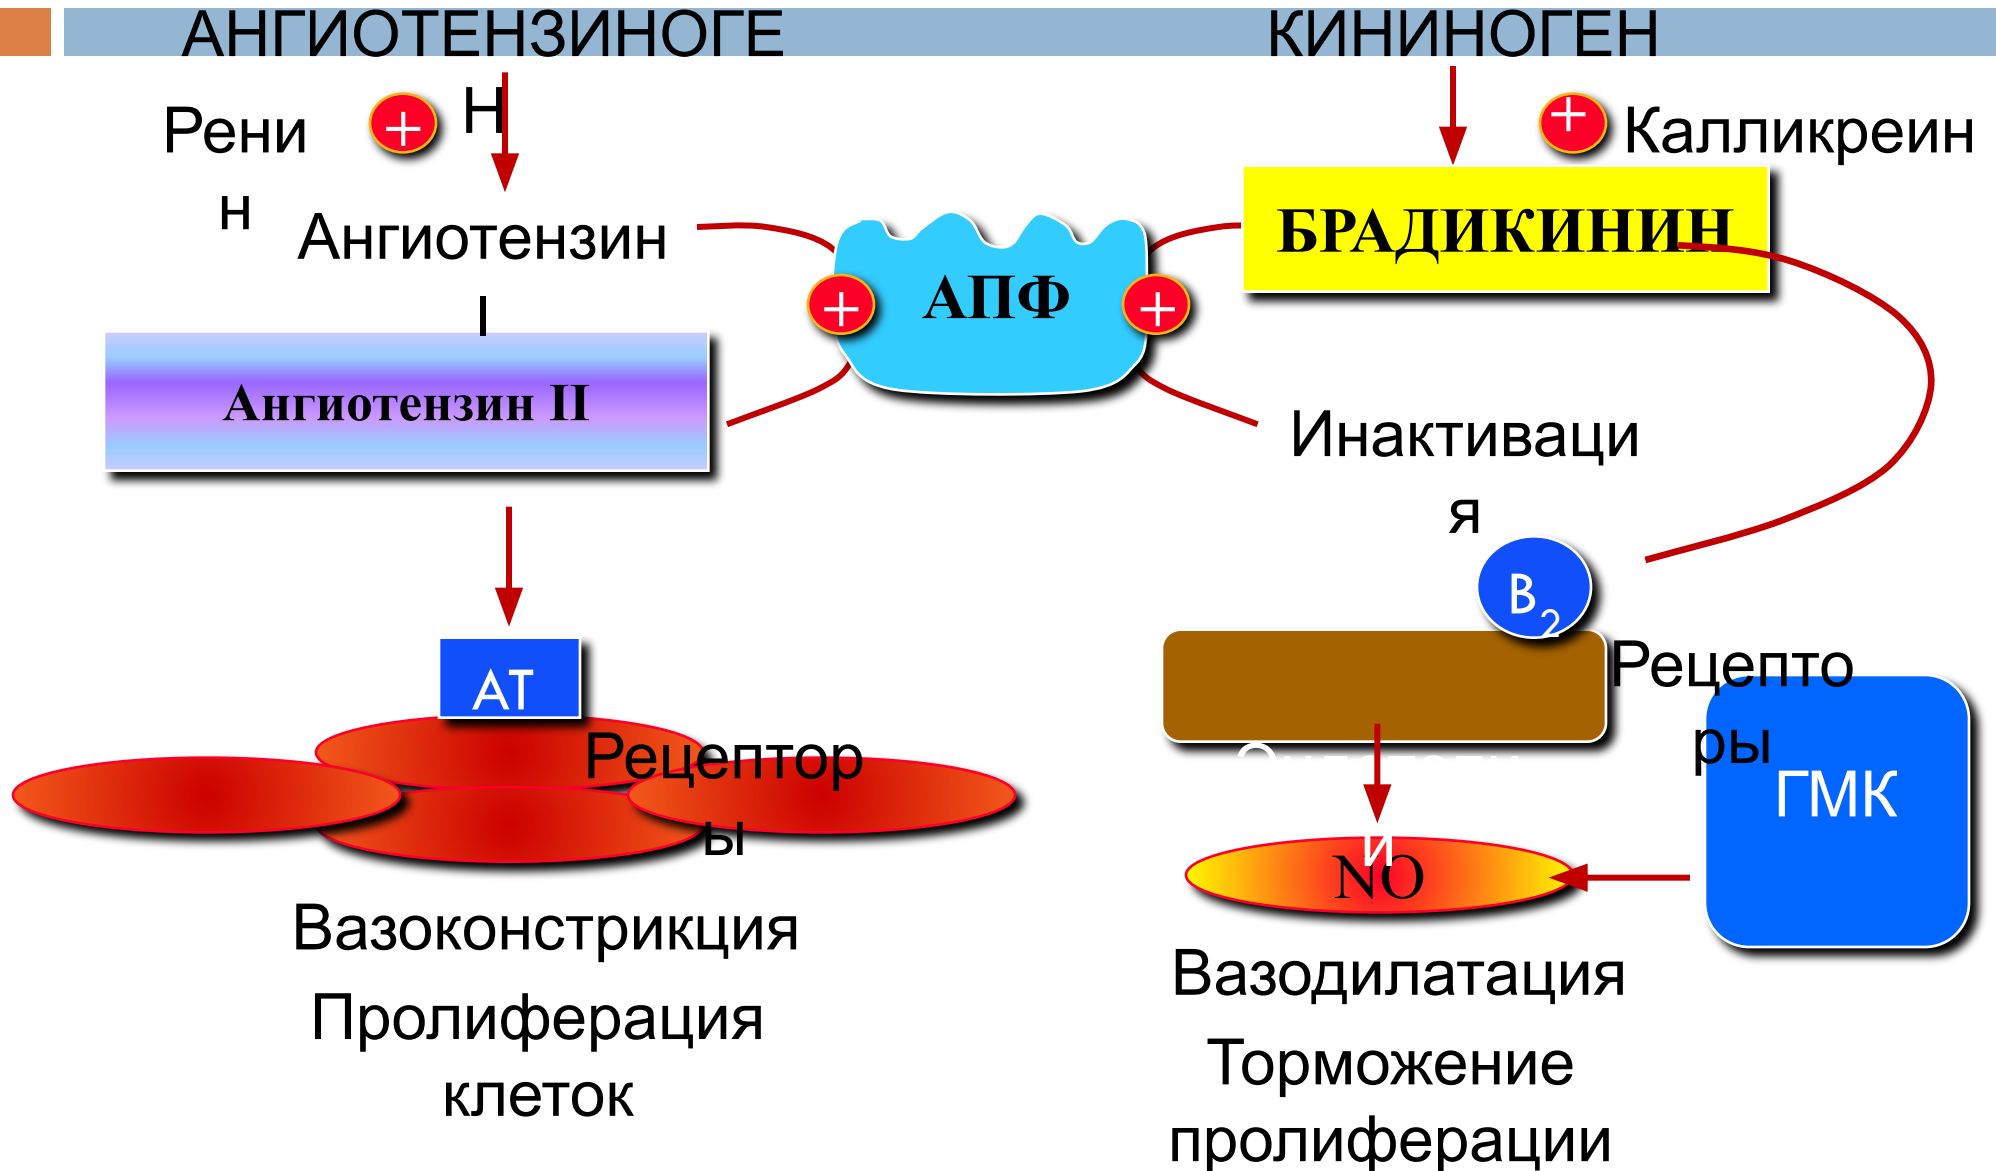 АНГИОТЕНЗИНОГЕ
Н
КИНИНОГЕН
Рени
н
+
+
Калликреин
Ангиотензин
I
АПФ
+
+
БРАДИКИНИН
Ангиотензин II
Инактиваци
я
B2
АТ
Рецептор
ы
Рецепто
ры
ГМК
и
NO
Вазоконстрикция
Пролиферация
клеток
Вазодилатация
Торможение
пролиферации